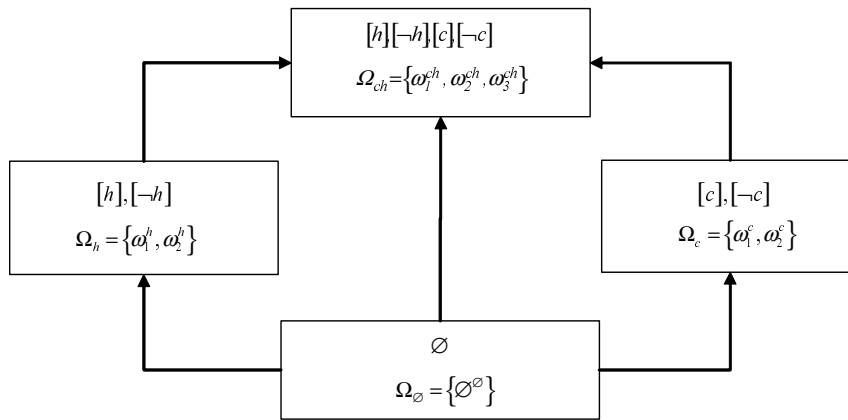 [h],[¬h],[c],[¬c]
Ω_ch={ω_1^ch, ω_2^ch, ω_3^ch}
[h],[¬h]
Ω_h={ω_1^h, ω_2^h}
[c],[¬c]
Ω_c={ω_1^c, ω_2^c}
∅
Ω_∅={∅^∅}